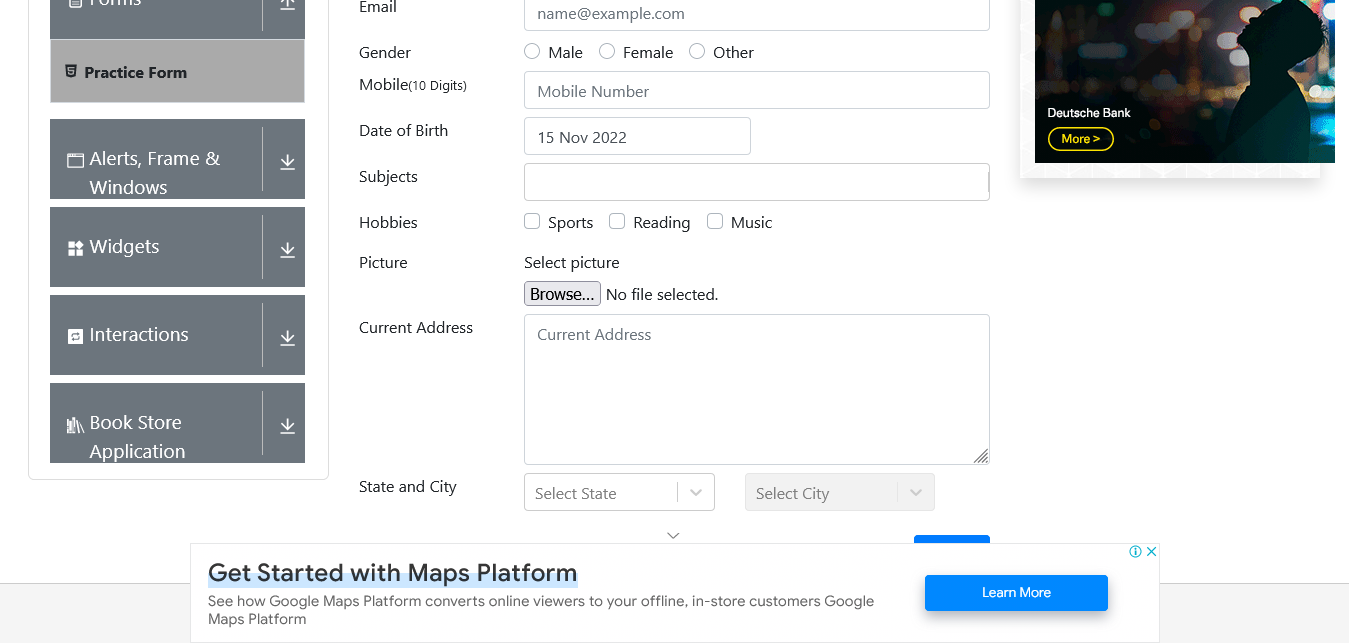 Forms
Practice Form
Alerts, Frame &
Windows
Widgets
Interactions
Book Store
Application
Email
name@example.com
Gender
Male Female Other
Mobile(10 Digits)
Mobile Number
Date of Birth
15 Nov 2022
Subjects
Hobbies
Sports Reading Music
Picture
Select picture
Browse... No file selected.
Current Address
Current Address
State and City
Select State
Select City
Deutsche Bank
More >
Get Started with Maps Platform
See how Google Maps Platform converts online viewers to your offline, in-store customers Google
Maps Platform
Learn More